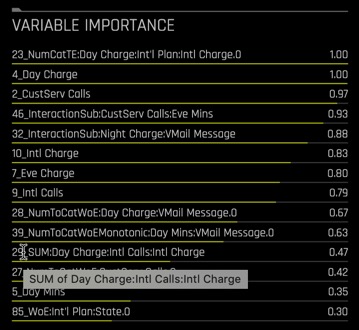 VARIABLE IMPORTANCE
23_NumCatTE:Day Charge:Int'l Plan:Intl Charge.0 1.00
4_Day Charge 1.00
2_CustServ Calls 0.97
46_InteractionSub:CustServ Calls:Eve Mins 0.93
32_InteractionSub:Night Charge:VMail Message 0.88
10_Intl Charge 0.83
7_Eve Charge 0.80
9_Intl Calls 0.79
28_NumToCatWoE:Day Charge:VMail Message.0 0.67
39_NumToCatWoEMonotonic:Day Mins:VMail Message.0 0.63
29_SUM:Day Charge:Intl Calls:Intl Charge 0.47
0.42
SUM of Day Charge:Intl Calls:Intl Charge
5_Day Mins 0.35
85_WoE:Int'l Plan:State.0 0.30